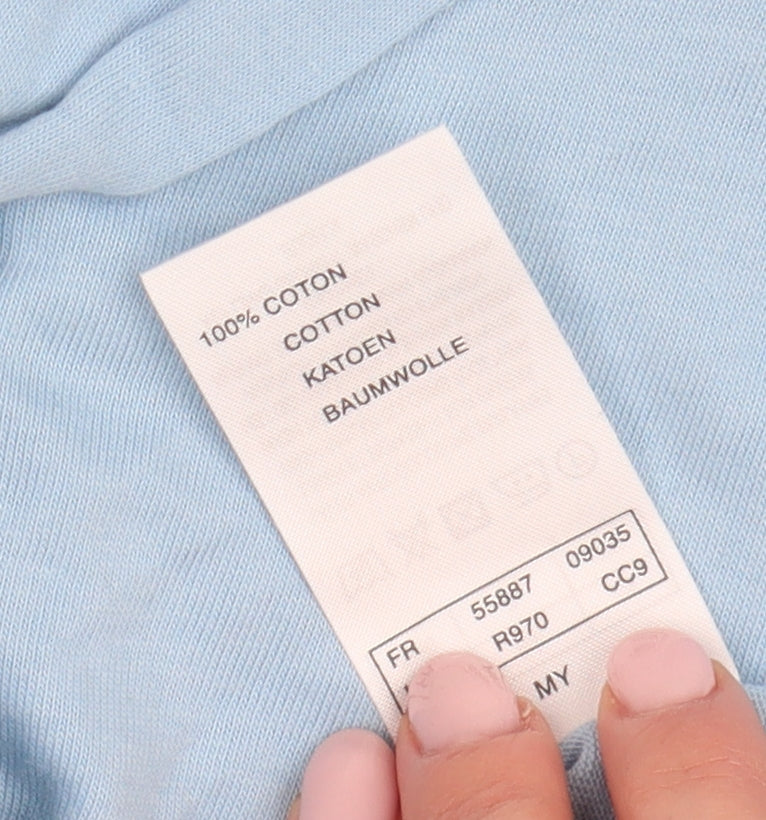 100% COTON
COTTON
KATOEN
BAUMWOLLE
FR 55887 09035
R970 CC9
MY